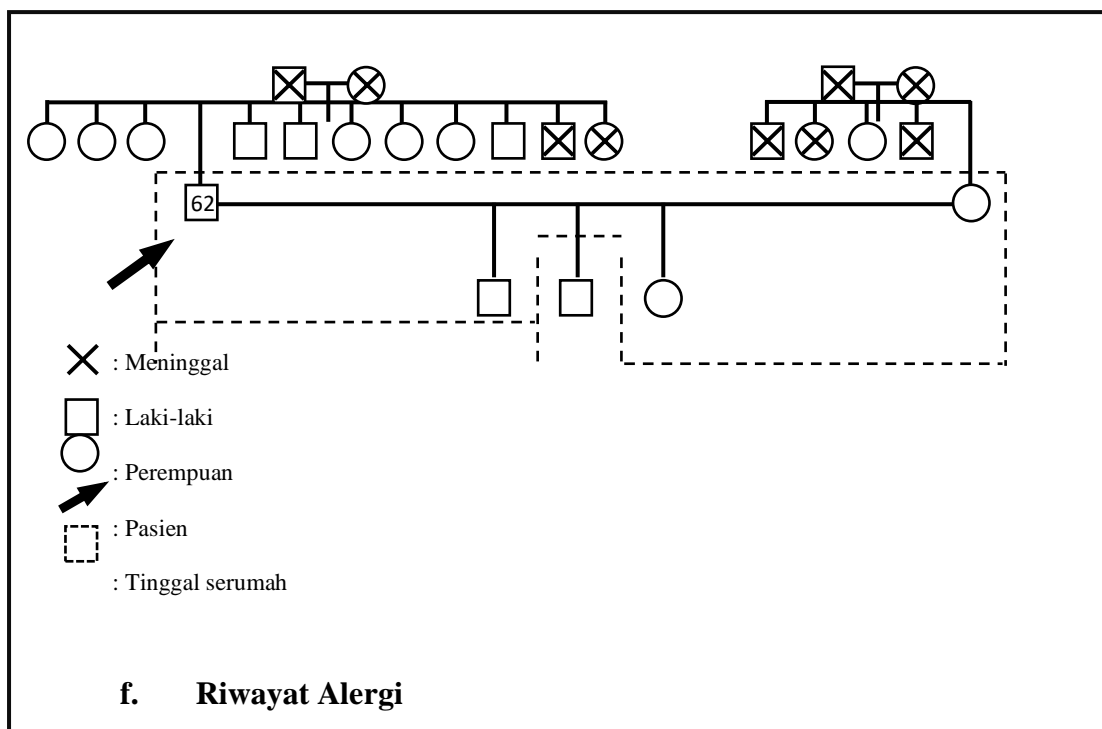 62
: Meninggal
: Laki-laki
: Perempuan
: Pasien
: Tinggal serumah
f. Riwayat Alergi